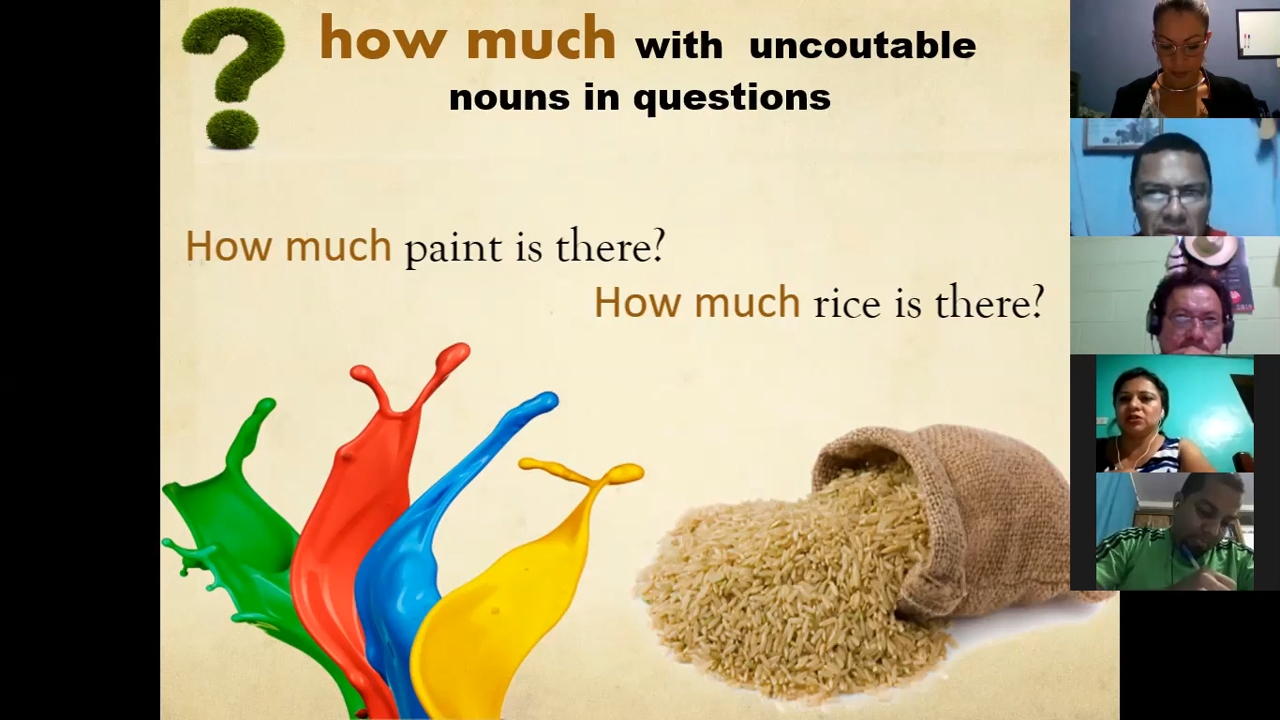 how much with uncoutable
nouns in questions
How much paint is there?
How much rice is there?